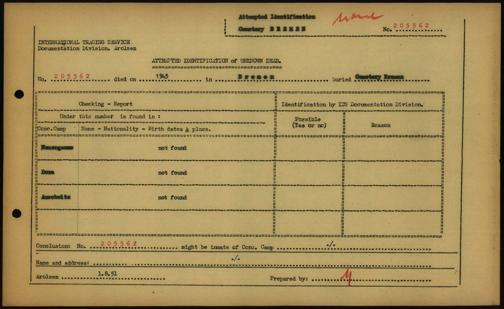 Attempted Identification
Cemetery BREMEN
No. 205562
INTERNATIONAL TRACING SERVICE
Documentation Division, Arolsen
ATTEMPTED IDENTIFICATION of UNKNOWN DEAD.
No. 205562 died on 1945 in Bremen buried Cemetery Bremen
Checking - Report
Identification by ITS Documentation Division.
Under this number is found in :
Possible (Yes or no)
Reason
Conc.Camp Name - Nationality - Birth dates & place.
Neuengamme not found
Dora not found
Auschwitz not found
Conclusion: No. 205562 might be inmate of Conc. Camp ./.
Name and address: ./.
Arolsen 1.8.51 Prepared by: